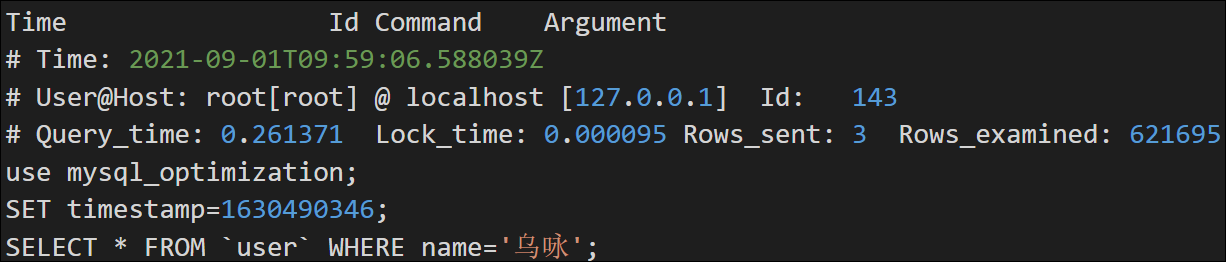 Time                 Id Command    Argument
# Time: 2021-09-01T09:59:06.588039Z
# User@Host: root[root] @ localhost [127.0.0.1]  Id:   143
# Query_time: 0.261371  Lock_time: 0.000095 Rows_sent: 3  Rows_examined: 621695
use mysql_optimization;
SET timestamp=1630490346;
SELECT * FROM `user` WHERE name='乌咏';